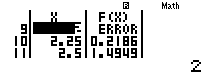 R Math
X F(X)
9 2 ERROR
10 2.25 0.2186
11 2.5 1.4949
2